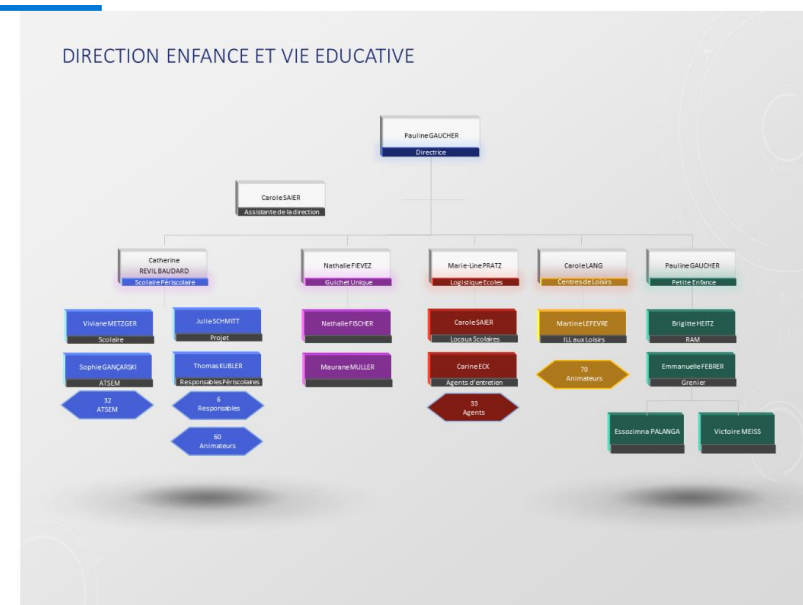 DIRECTION ENFANCE ET VIE EDUCATIVE
Pauline GAUCHER
Directrice
Carole SAIER
Assistante de la direction
Catherine
REVIL BAUDARD
Scolaire Périscolaire
Nathalie FIEVEZ
Guichet Unique
Marie-Line PRATZ
Logistique Ecoles
Carole LANG
Centres de Loisirs
Pauline GAUCHER
Petite Enfance
Viviane METZGER
Scolaire
Julie SCHMITT
Projet
Nathalie FISCHER
Carole SAIER
Locaux Scolaires
Martine LEFEVRE
ILL aux Loisirs
Brigitte HEITZ
RAM
Sophie GANÇARSKI
ATSEM
Thomas KUBLER
Responsables Périscolaires
Maurane MULLER
Carine ECK
Agents d'entretien
70
Animateurs
Emmanuelle FEBRER
Grenier
32
ATSEM
6
Responsables
33
Agents
60
Animateurs
Essozimna PALANGA
Victoire MEISS